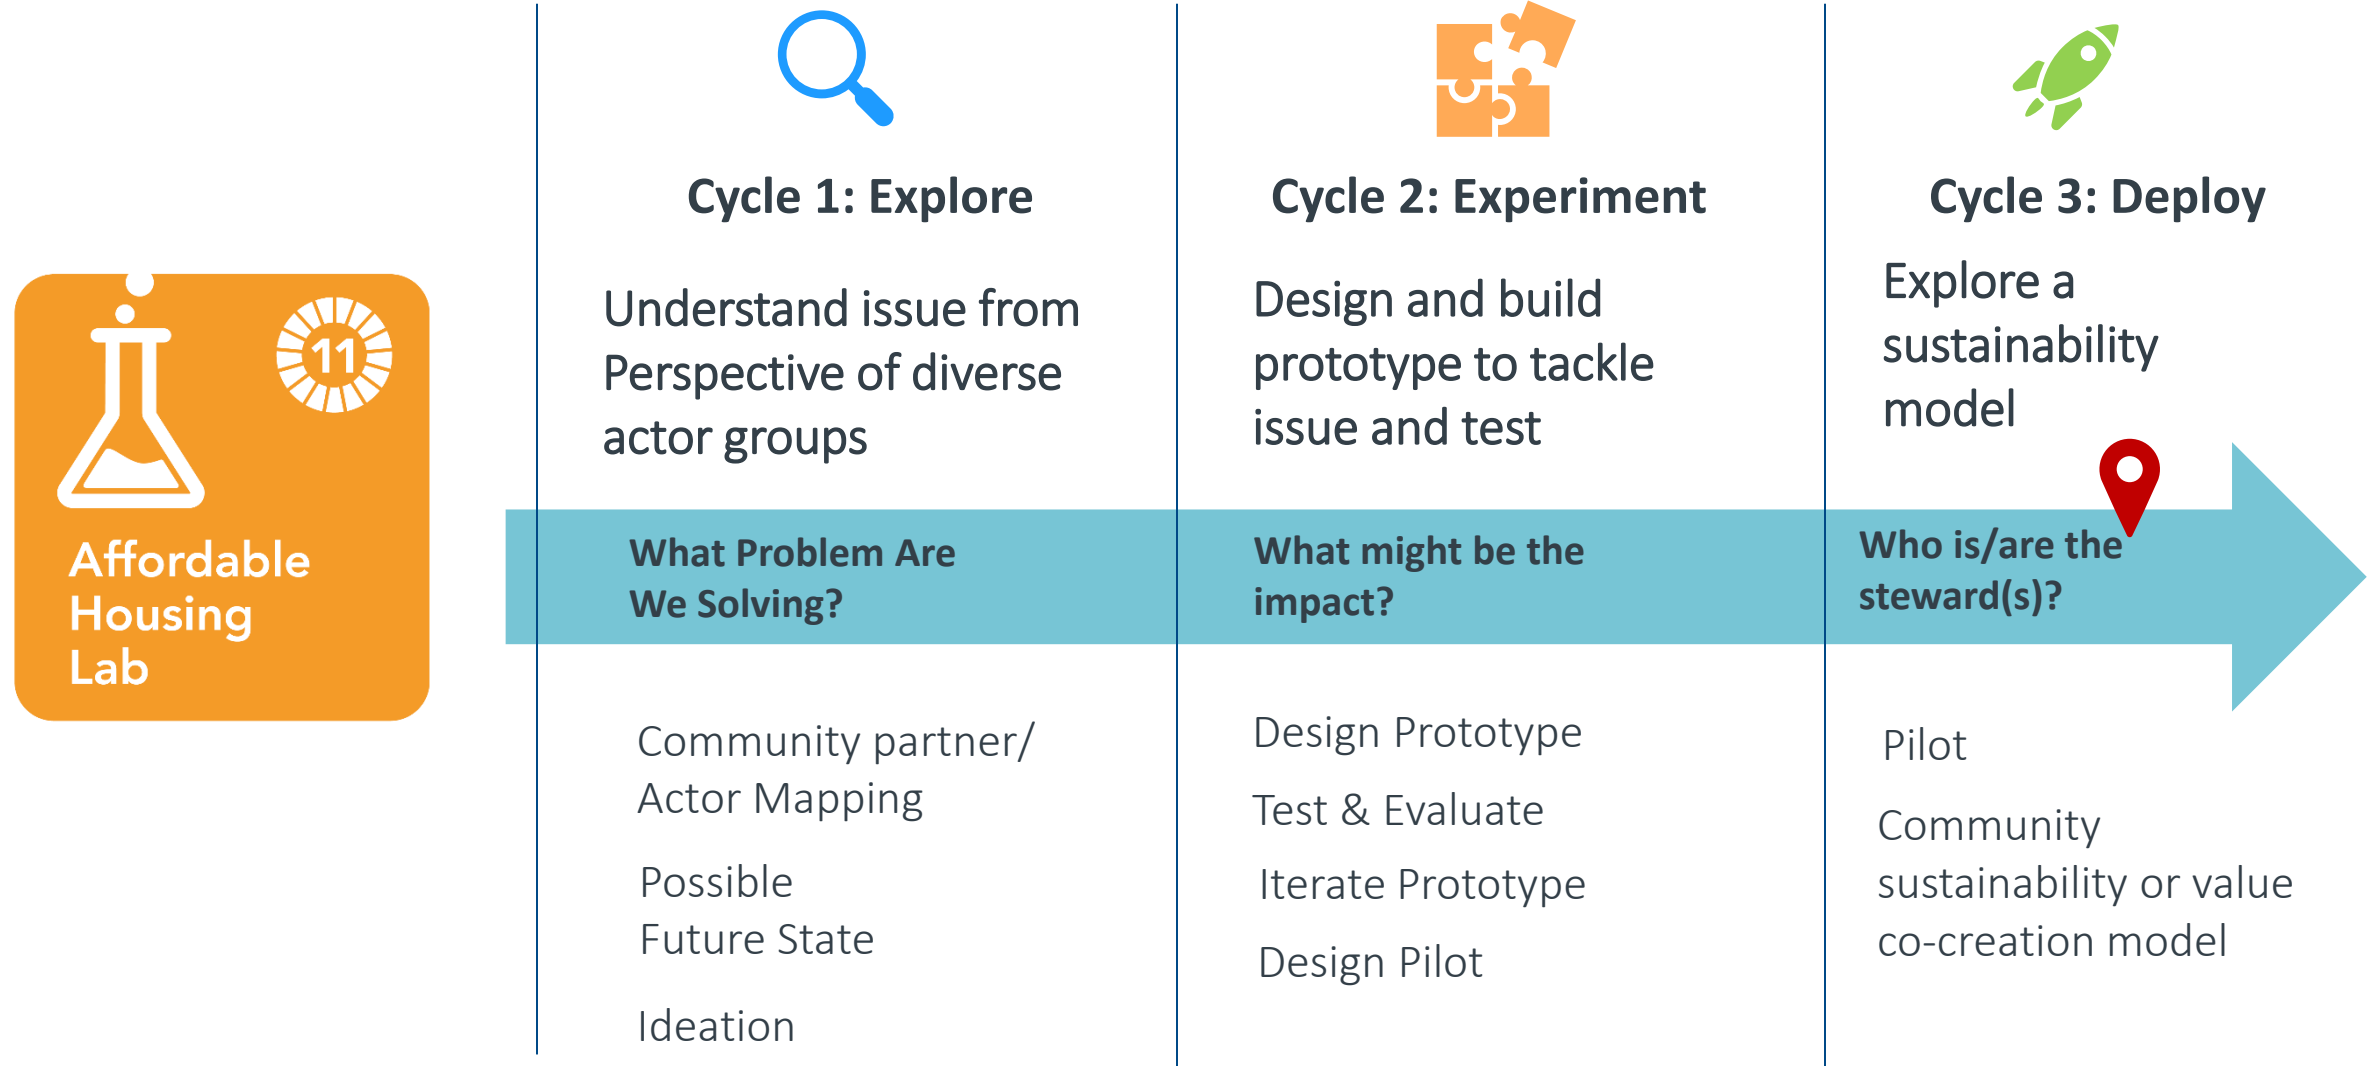 11
Affordable
Housing
Lab
Cycle 1: Explore
Understand issue from
Perspective of diverse
actor groups
What Problem Are
We Solving?
Community partner/
Actor Mapping
Possible
Future State
Ideation
Cycle 2: Experiment
Design and build
prototype to tackle
issue and test
What might be the
impact?
Design Prototype
Test & Evaluate
Iterate Prototype
Design Pilot
Cycle 3: Deploy
Explore a
sustainability
model
Who is/are the
steward(s)?
Pilot
Community
sustainability or value
co-creation model